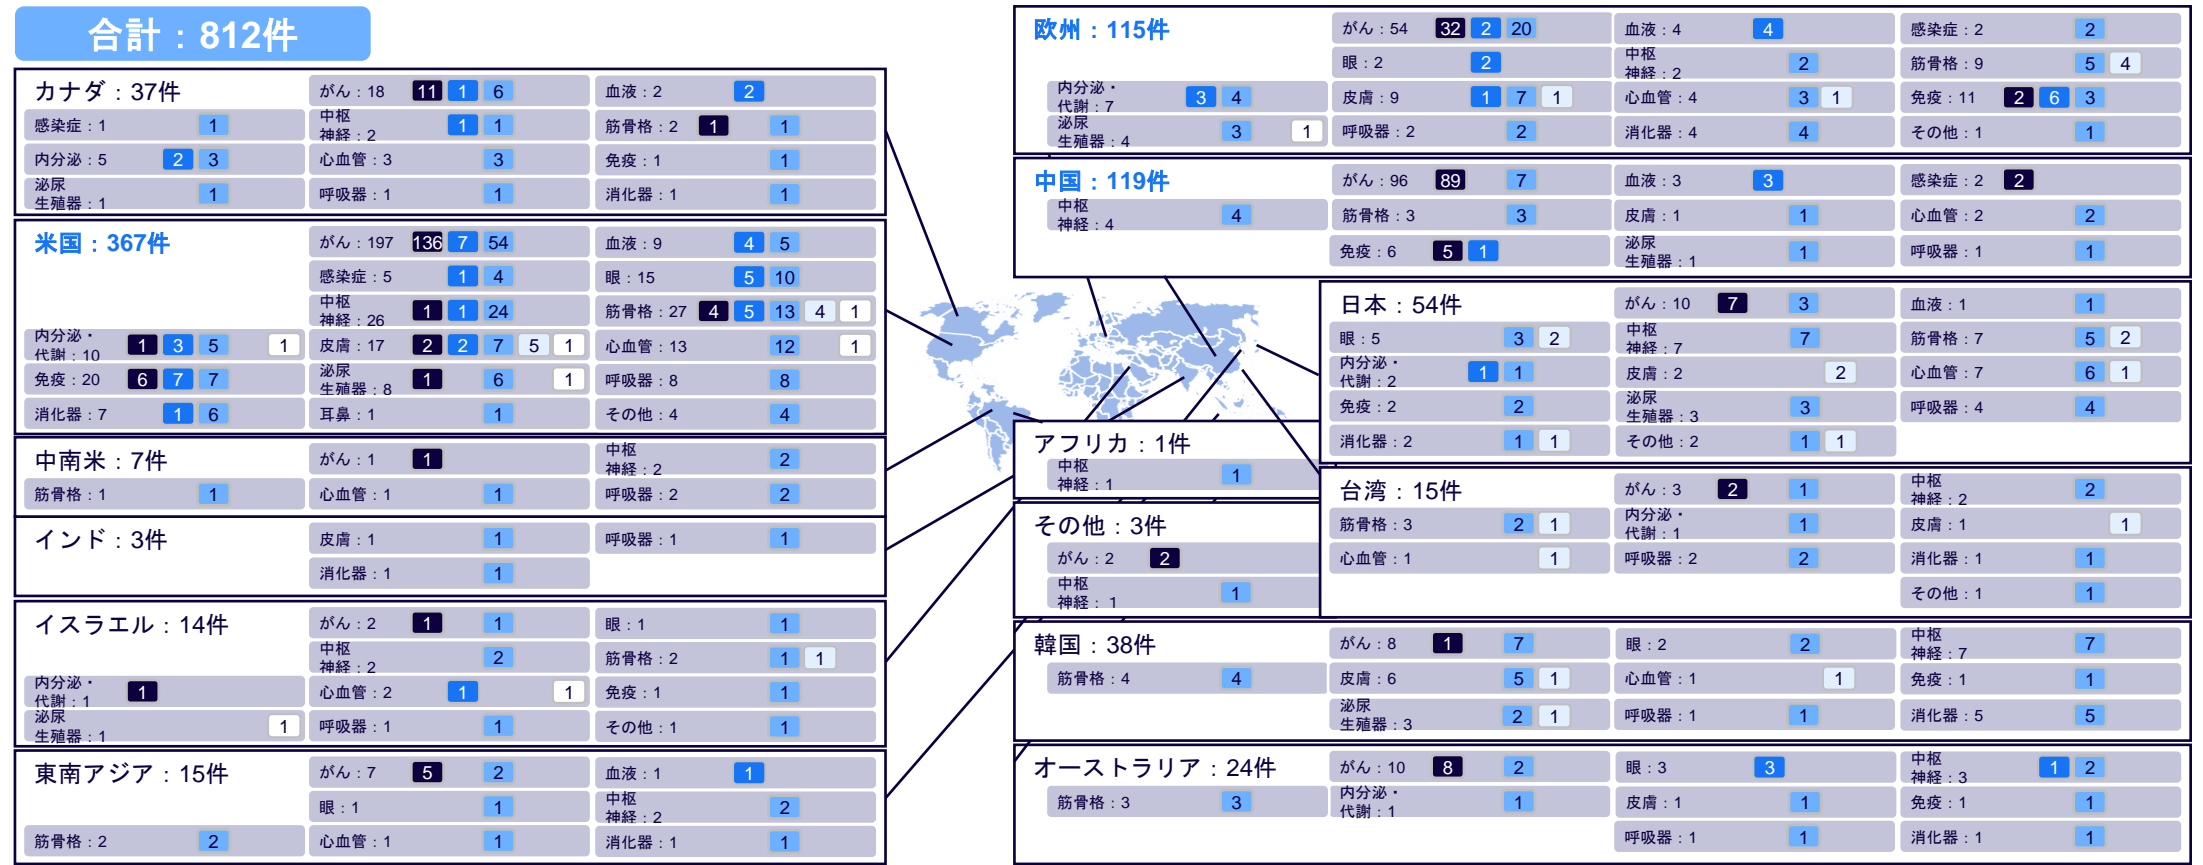 合計：812件
カナダ：37件
がん：18 11 1 6
血液：2 2
感染症：1 1
中枢
神経：2 1 1
筋骨格：2 1 1
内分泌：5 2 3
心血管：3 3
免疫：1 1
泌尿
生殖器：1 1
呼吸器：1 1
消化器：1 1
米国：367件
がん：197 136 7 54
血液：9 4 5
感染症：5 1 4
眼：15 5 10
中枢
神経：26 1 1 24
筋骨格：27 4 5 13 4 1
内分泌・
代謝：10 1 3 5 1
皮膚：17 2 2 7 5 1
心血管：13 12 1
免疫：20 6 7 7
泌尿
生殖器：8 1 6 1
呼吸器：8 8
消化器：7 1 6
耳鼻：1 1
その他：4 4
中南米：7件
がん：1 1
中枢
神経：2 2
筋骨格：1 1
心血管：1 1
呼吸器：2 2
インド：3件
皮膚：1 1
呼吸器：1 1
消化器：1 1
イスラエル：14件
がん：2 1 1
眼：1 1
中枢
神経：2 2
筋骨格：2 1 1
内分泌・
代謝：1 1
心血管：2 1 1
免疫：1 1
泌尿
生殖器：1 1
呼吸器：1 1
その他：1 1
東南アジア：15件
がん：7 5 2
血液：1 1
眼：1 1
中枢
神経：2 2
筋骨格：2 2
心血管：1 1
消化器：1 1
欧州：115件
がん：54 32 2 20
血液：4 4
感染症：2 2
眼：2 2
中枢
神経：2 2
筋骨格：9 5 4
内分泌・
代謝：7 3 4
皮膚：9 1 7 1
心血管：4 3 1
免疫：11 2 6 3
泌尿
生殖器：4 3 1
呼吸器：2 2
消化器：4 4
その他：1 1
中国：119件
がん：96 89 7
血液：3 3
感染症：2 2
中枢
神経：4 4
筋骨格：3 3
皮膚：1 1
心血管：2 2
免疫：6 5 1
泌尿
生殖器：1 1
呼吸器：1 1
日本：54件
がん：10 7 3
血液：1 1
眼：5 3 2
中枢
神経：7 7
筋骨格：7 5 2
内分泌・
代謝：2 1 1
皮膚：2 2
心血管：7 6 1
免疫：2 2
泌尿
生殖器：3 3
呼吸器：4 4
消化器：2 1 1
その他：2 1 1
アフリカ：1件
中枢
神経：1 1
その他：3件
がん：2 2
中枢
神経：1 1
台湾：15件
がん：3 2 1
中枢
神経：2 2
筋骨格：3 2 1
内分泌・
代謝：1 1
皮膚：1 1
心血管：1 1
呼吸器：2 2
消化器：1 1
その他：1 1
韓国：38件
がん：8 1 7
眼：2 2
中枢
神経：7 7
筋骨格：4 4
皮膚：6 5 1
心血管：1 1
免疫：1 1
泌尿
生殖器：3 2 1
呼吸器：1 1
消化器：5 5
オーストラリア：24件
がん：10 8 2
眼：3 3
中枢
神経：3 1 2
筋骨格：3 3
内分泌・
代謝：1 1
皮膚：1 1
免疫：1 1
呼吸器：1 1
消化器：1 1